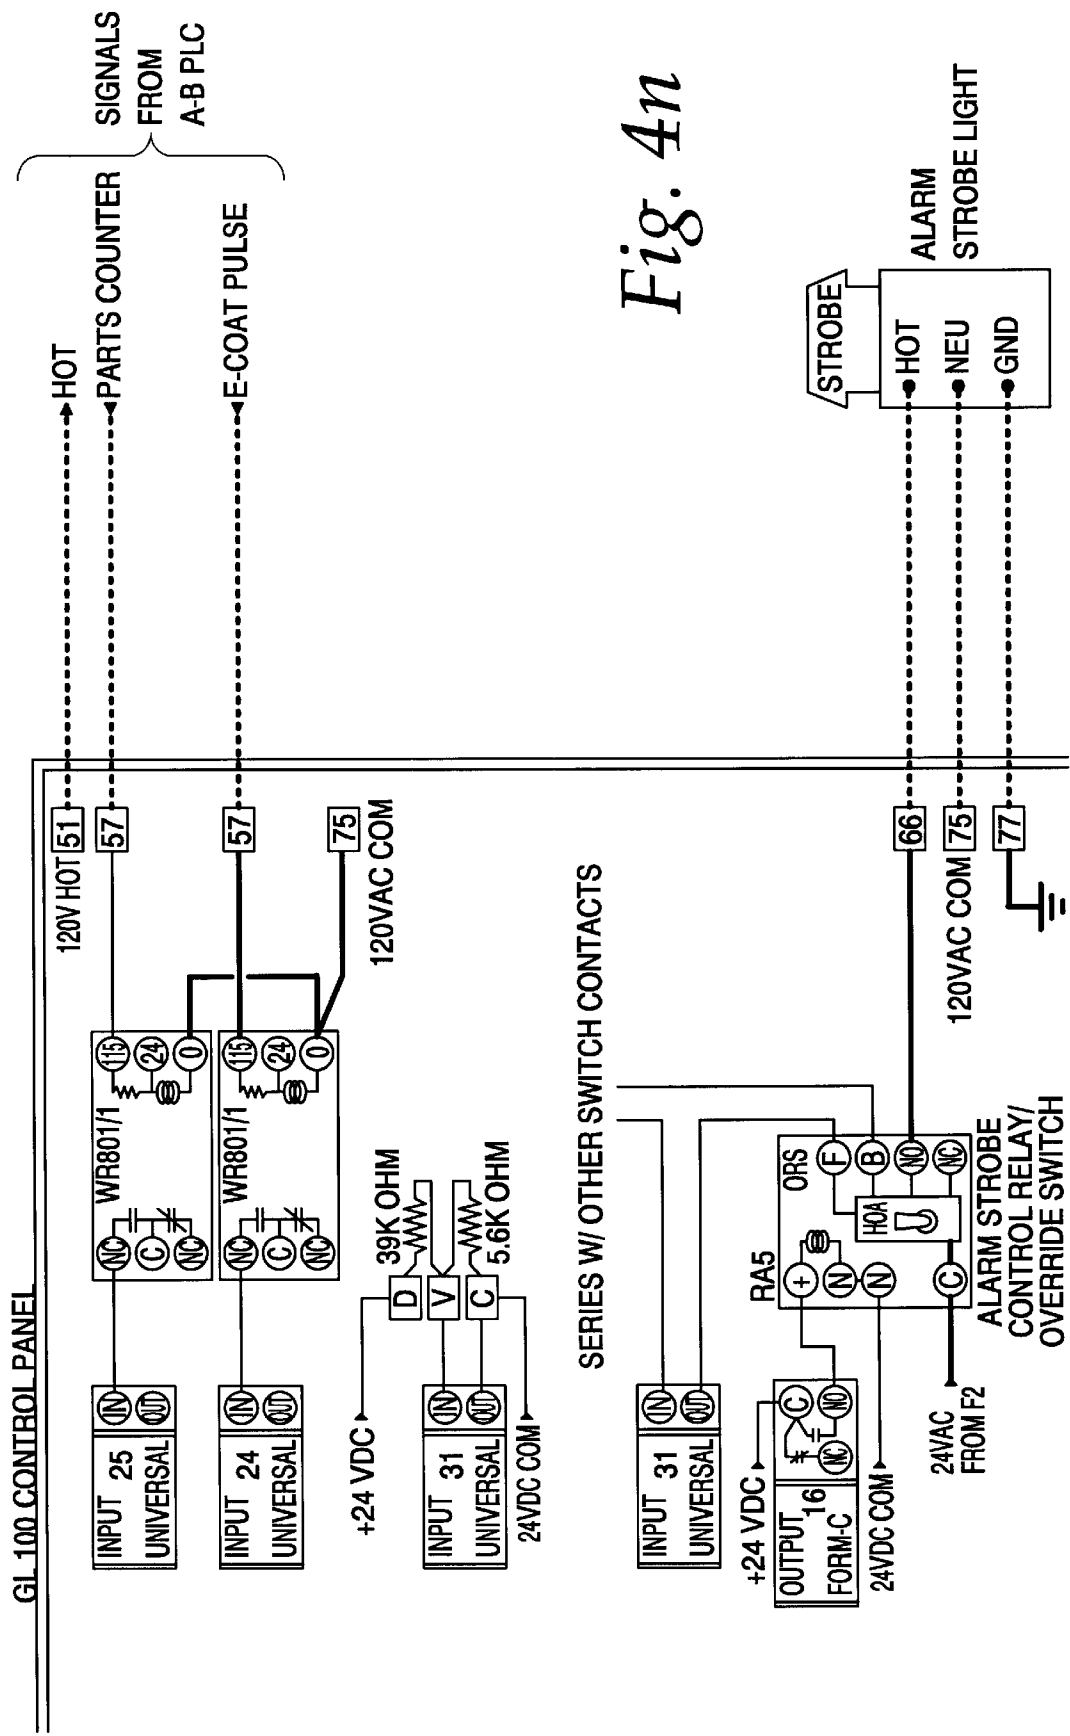 GL 100 CONTROL PANEL
INPUT 25
UNIVERSAL
IN
OUT
NC
C
NC
WR801/1
115
24
0
120V HOT 51
HOT
57
PARTS COUNTER
SIGNALS
FROM
A-B PLC
INPUT 24
UNIVERSAL
IN
OUT
NC
C
NC
WR801/1
115
24
0
57
E-COAT PULSE
75
120VAC COM
+24 VDC
D
39K OHM
INPUT 31
UNIVERSAL
IN
OUT
V
C
5.6K OHM
24VDC COM
SERIES W/ OTHER SWITCH CONTACTS
INPUT 31
UNIVERSAL
IN
OUT
Fig. 4n
+24 VDC
OUTPUT 16
FORM-C
C
NC
NO
24VDC COM
RA5
+
N
N
C
ORS
F
B
NO
NC
HOA
24VAC
FROM F2
ALARM STROBE
CONTROL RELAY/
OVERRIDE SWITCH
66
120VAC COM 75
77
STROBE
HOT
NEU
GND
ALARM
STROBE LIGHT